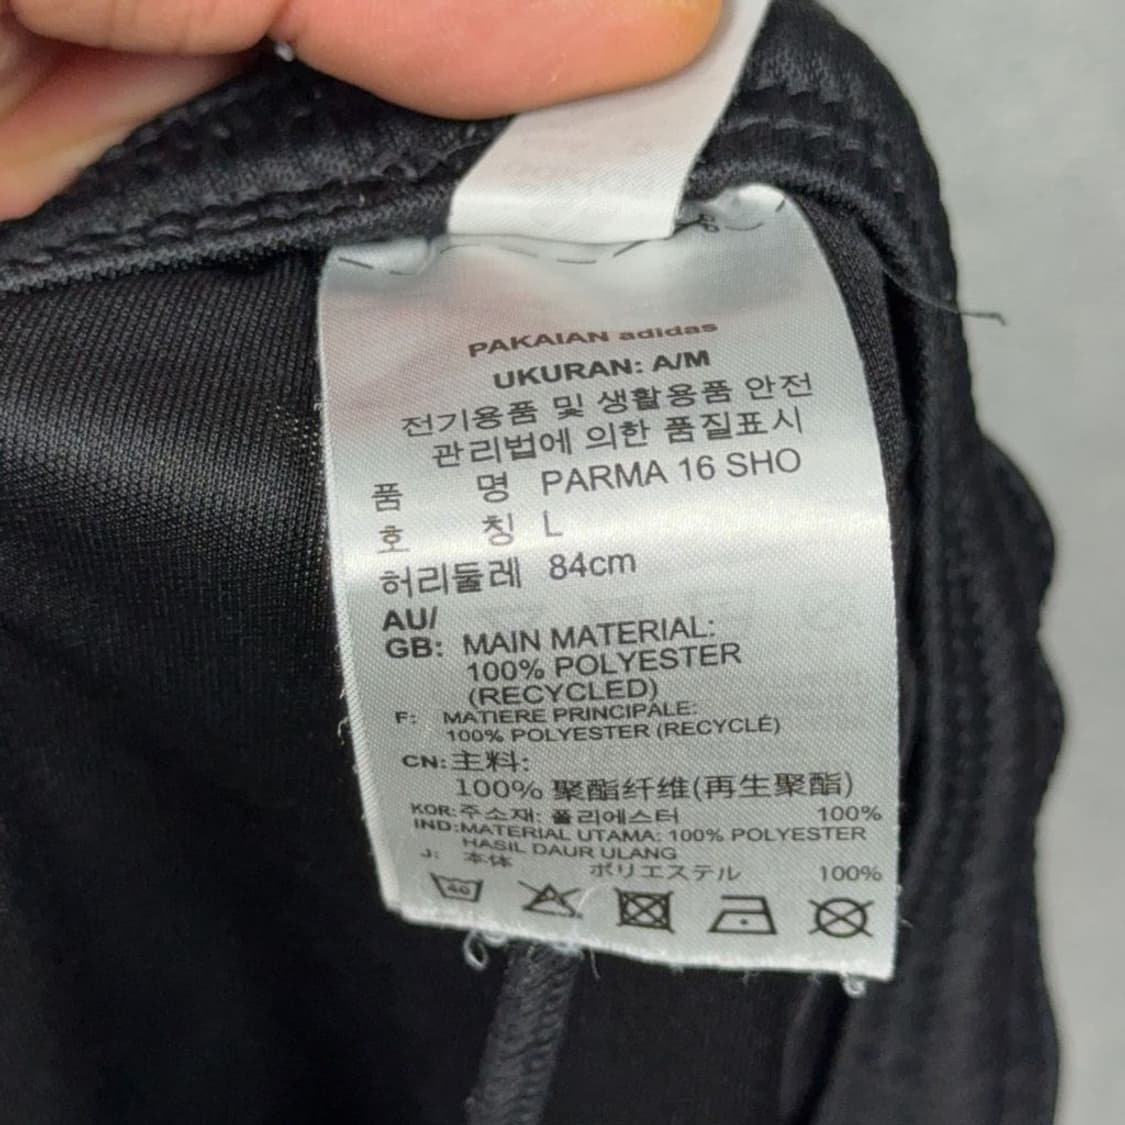 PAKAIAN adidas
UKURAN: A/M
전기용품 및 생활용품 안전
관리법에 의한 품질표시
품 명 PARMA 16 SHO
호 칭 L
허리둘레 84cm
AU/
GB: MAIN MATERIAL:
100% POLYESTER
(RECYCLED)
F: MATIERE PRINCIPALE:
100% POLYESTER (RECYCLÉ)
CN: 主料:
100% 聚酯纤维(再生聚酯)
KOR: 주소재: 폴리에스터 100%
IND: MATERIAL UTAMA: 100% POLYESTER
HASIL DAUR ULANG
J: 本体
ポリエステル 100%
40